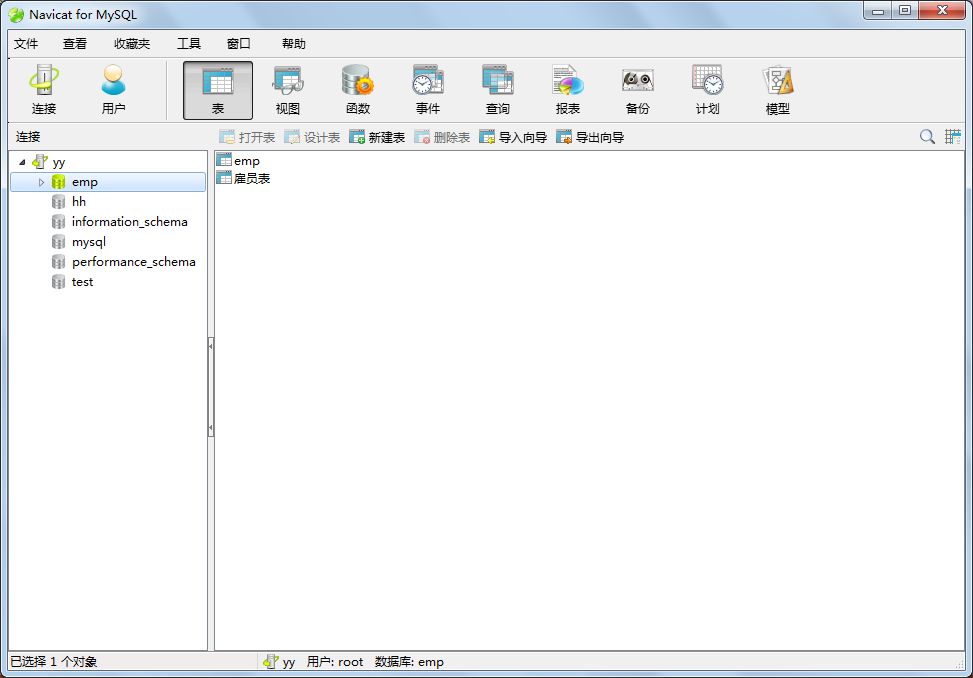 Navicat for MySQL
文件 查看 收藏夹 工具 窗口 帮助
连接 用户 表 视图 函数 事件 查询 报表 备份 计划 模型
连接 打开表 设计表 新建表 删除表 导入向导 导出向导
yy
emp
hh
information_schema
mysql
performance_schema
test
emp
雇员表
已选择 1 个对象 yy 用户: root 数据库: emp